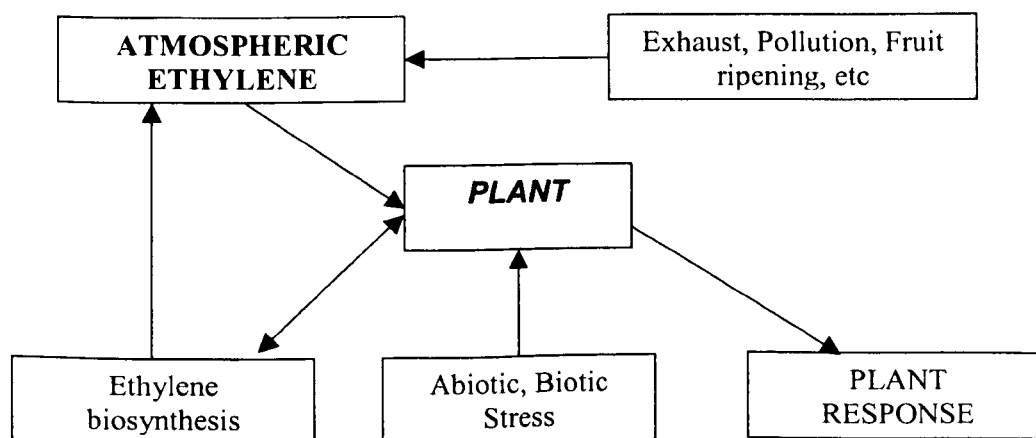 ATMOSPHERIC
ETHYLENE
Exhaust, Pollution, Fruit
ripening, etc
PLANT
Ethylene
biosynthesis
Abiotic, Biotic
Stress
PLANT
RESPONSE